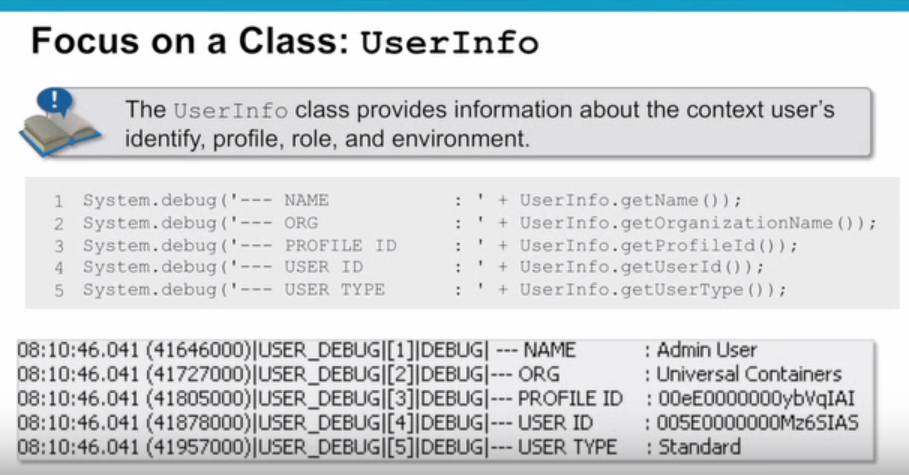 Focus on a Class: UserInfo
!
The UserInfo class provides information about the context user's
identify, profile, role, and environment.
1 System.debug('--- NAME : ' + UserInfo.getName());
2 System.debug('--- ORG : ' + UserInfo.getOrganizationName());
3 System.debug('--- PROFILE ID : ' + UserInfo.getProfileId());
4 System.debug('--- USER ID : ' + UserInfo.getUserId());
5 System.debug('--- USER TYPE : ' + UserInfo.getUserType());
08:10:46.041 (41646000)|USER_DEBUG|[1]|DEBUG| --- NAME : Admin User
08:10:46.041 (41727000)|USER_DEBUG|[2]|DEBUG|--- ORG : Universal Containers
08:10:46.041 (41805000)|USER_DEBUG|[3]|DEBUG|--- PROFILE ID : 00eE0000000ybVqIAI
08:10:46.041 (41878000)|USER_DEBUG|[4]|DEBUG|--- USER ID : 005E0000000Mz6SIAS
08:10:46.041 (41957000)|USER_DEBUG|[5]|DEBUG|--- USER TYPE : Standard